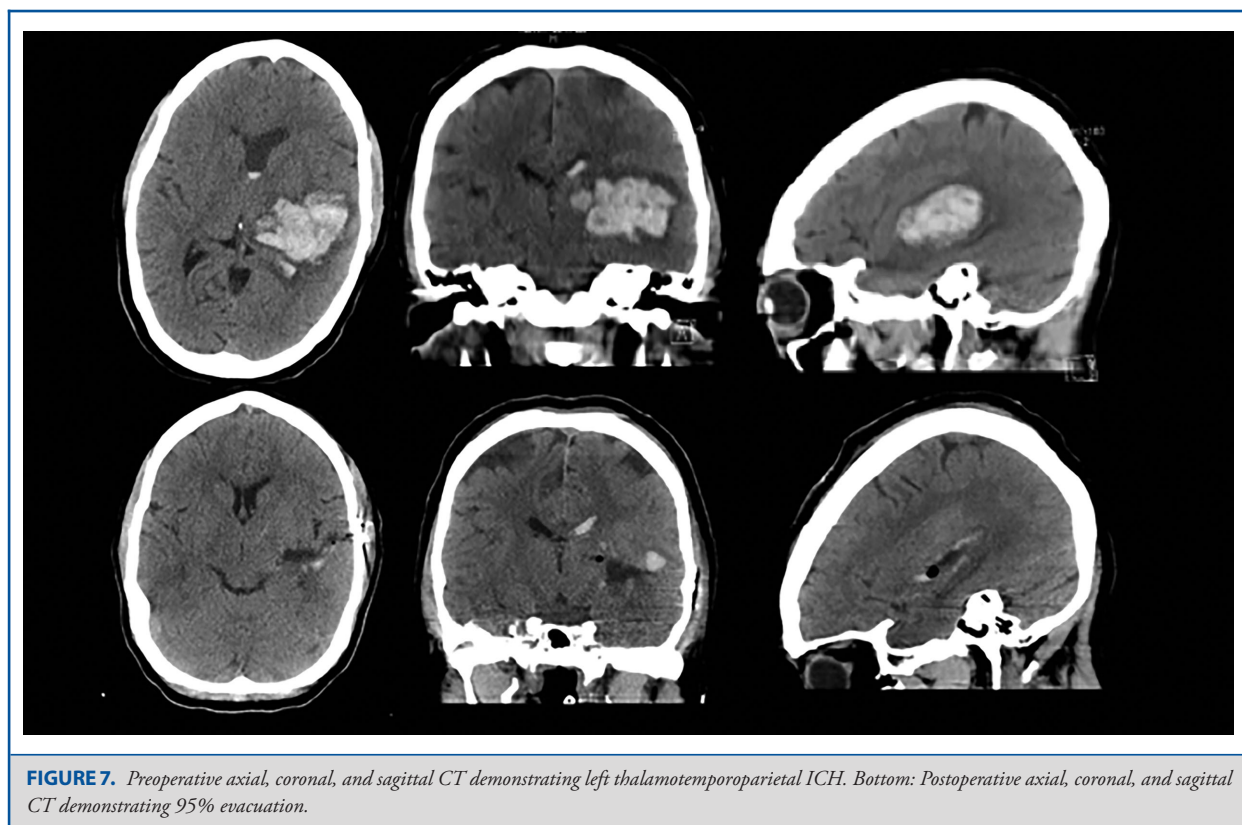 FIGURE 7. Preoperative axial, coronal, and sagittal CT demonstrating left thalamotemporoparietal ICH. Bottom: Postoperative axial, coronal, and sagittal
CT demonstrating 95% evacuation.